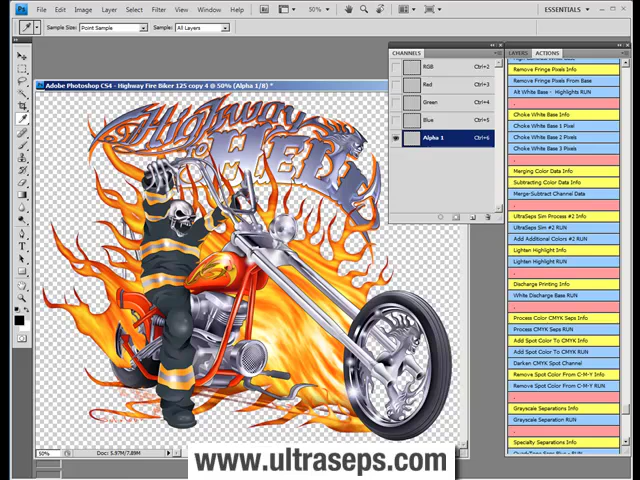 File Edit Image Layer Select Filter Analysis 3D View Window Help
50%
ESSENTIALS
Sample Size: Point Sample
Sample: All Layers
CHANNELS
RGB Ctrl+2
Red Ctrl+3
Green Ctrl+4
Blue Ctrl+5
Alpha 1 Ctrl+6
LAYERS ACTIONS
Remove Fringe Pixels Info
Remove Fringe Pixels From Base
Alt White Base - Highlights RUN
Choke White Base Info
Choke White Base 1 Pixel
Choke White Base 2 Pixels
Choke White Base 3 Pixels
Merging Color Data Info
Subtracting Color Data Info
Merge-Subtract Channel Data
UltraSeps Sim Process #2 Info
UltraSeps Sim #2 RUN
Add Additional Colors #2 RUN
Lighten Highlight Info
Lighten Highlight RUN
Discharge Printing Info
White Discharge Base RUN
Process Color CMYK Seps Info
Process CMYK Seps RUN
Add Spot Color To CMYK Info
Add Spot Color To CMYK RUN
Darken CMYK Spot Channel
Remove Spot Color From C-M-Y Info
Remove Spot Color From C-M-Y RUN
Grayscale Separations Info
Grayscale Separations RUN
Specialty Separations Info
Adobe Photoshop CS4 - Highway Fire Biker 125 copy 4 @ 50% (Alpha 1/8) *
Highway
to
Hell
50%
Doc: 5.97M/7.89M
www.ultraseps.com